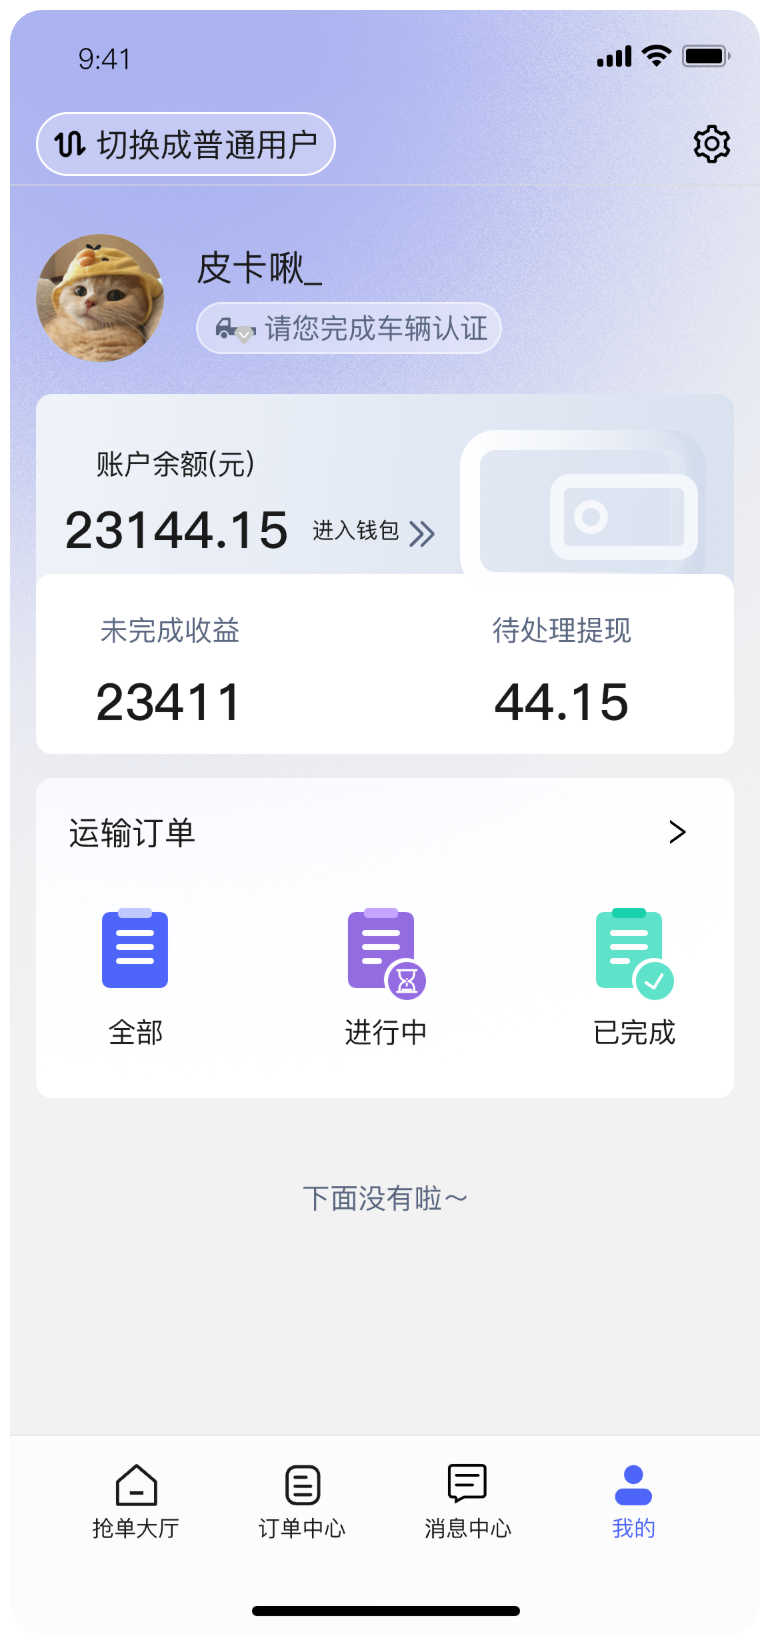 9:41
切换成普通用户
皮卡啾_
请您完成车辆认证
账户余额(元)
23144.15 进入钱包
未完成收益 待处理提现
23411 44.15
运输订单
全部 进行中 已完成
下面没有啦～
抢单大厅 订单中心 消息中心 我的